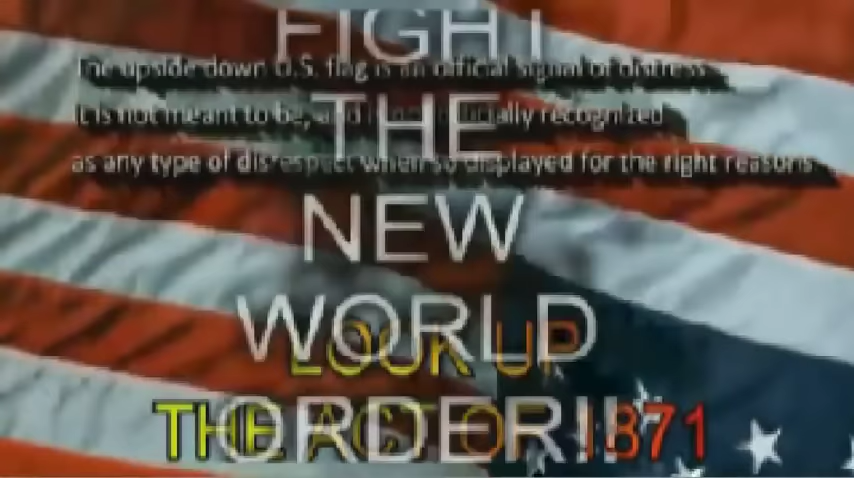 FIGHT
The upside down U.S. flag is an official signal of distress
It is not meant to be, and is not officially recognized
THE
as any type of disrespect when so displayed for the right reasons
NEW
WORLD
LOOK UP
ORDER!!
THE ACT OF 1871